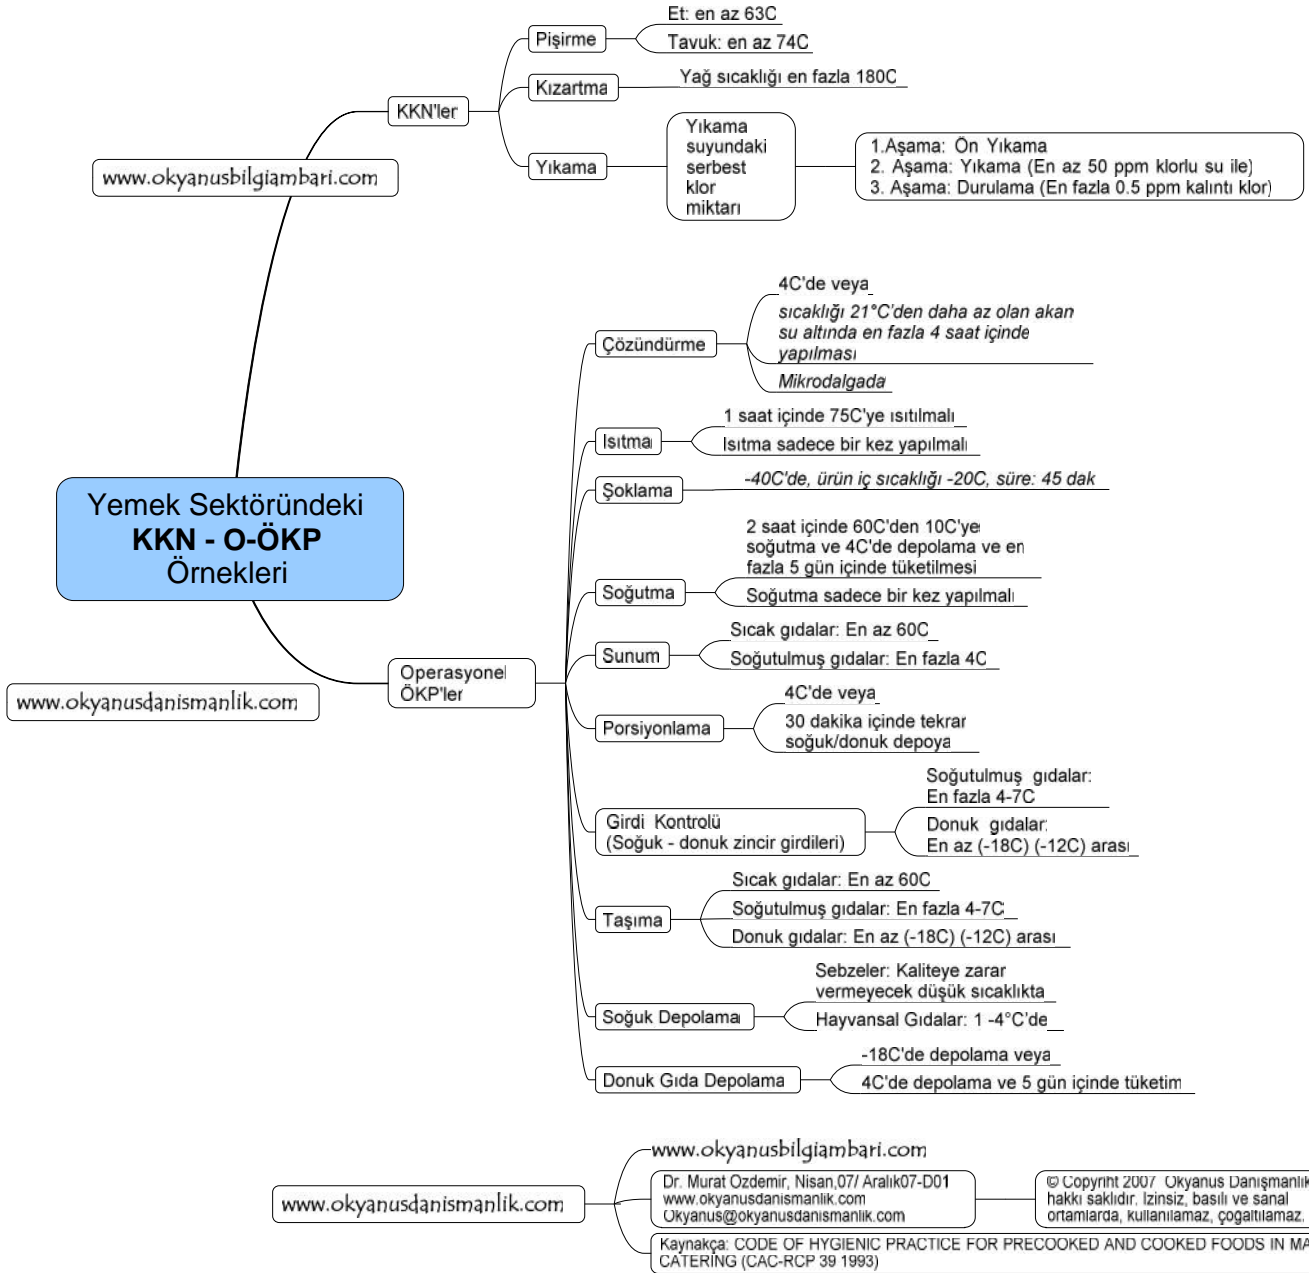 Et: en az 63C
Pişirme
Tavuk: en az 74C
Yağ sıcaklığı en fazla 180C
Kızartma
KKN'ler
Yıkama
Yıkama
suyundaki
serbest
klor
miktarı
1.Aşama: Ön Yıkama
2. Aşama: Yıkama (En az 50 ppm klorlu su ile)
3. Aşama: Durulama (En fazla 0.5 ppm kalıntı klor)
www.okyanusbilgiambari.com
4C'de veya
sıcaklığı 21°C'den daha az olan akan
su altında en fazla 4 saat içinde
yapılması
Çözündürme
Mikrodalgada
1 saat içinde 75C'ye ısıtılmalı
Isıtma
Isıtma sadece bir kez yapılmalı
Şoklama
-40C'de, ürün iç sıcaklığı -20C, süre: 45 dak
Yemek Sektöründeki
KKN - O-ÖKP
Örnekleri
2 saat içinde 60C'den 10C'ye
soğutma ve 4C'de depolama ve en
fazla 5 gün içinde tüketilmesi
Soğutma
Soğutma sadece bir kez yapılmalı
Sıcak gıdalar: En az 60C
Sunum
Soğutulmuş gıdalar: En fazla 4C
Operasyonel
ÖKP'ler
www.okyanusdanismanlik.com
4C'de veya
Porsiyonlama
30 dakika içinde tekrar
soğuk/donuk depoya
Soğutulmuş gıdalar:
En fazla 4-7C
Girdi Kontrolü
(Soğuk - donuk zincir girdileri)
Donuk gıdalar:
En az (-18C) (-12C) arası
Sıcak gıdalar: En az 60C
Taşıma
Soğutulmuş gıdalar: En fazla 4-7C
Donuk gıdalar: En az (-18C) (-12C) arası
Sebzeler: Kaliteye zarar
vermeyecek düşük sıcaklıkta
Soğuk Depolama
Hayvansal Gıdalar: 1 -4°C'de
-18C'de depolama veya
Donuk Gıda Depolama
4C'de depolama ve 5 gün içinde tüketim
www.okyanusbilgiambari.com
www.okyanusdanismanlik.com
Dr. Murat Ozdemir, Nisan,07/ Aralık07-D01
www.okyanusdanismanlik.com
Okyanus@okyanusdanismanlik.com
© Copyriht 2007 Okyanus Danışmanlik
hakkı saklıdır. Izinsiz, basılı ve sanal
ortamlarda, kullanılamaz, çoğaltılamaz.
Kaynakça: CODE OF HYGIENIC PRACTICE FOR PRECOOKED AND COOKED FOODS IN MA
CATERING (CAC-RCP 39 1993)